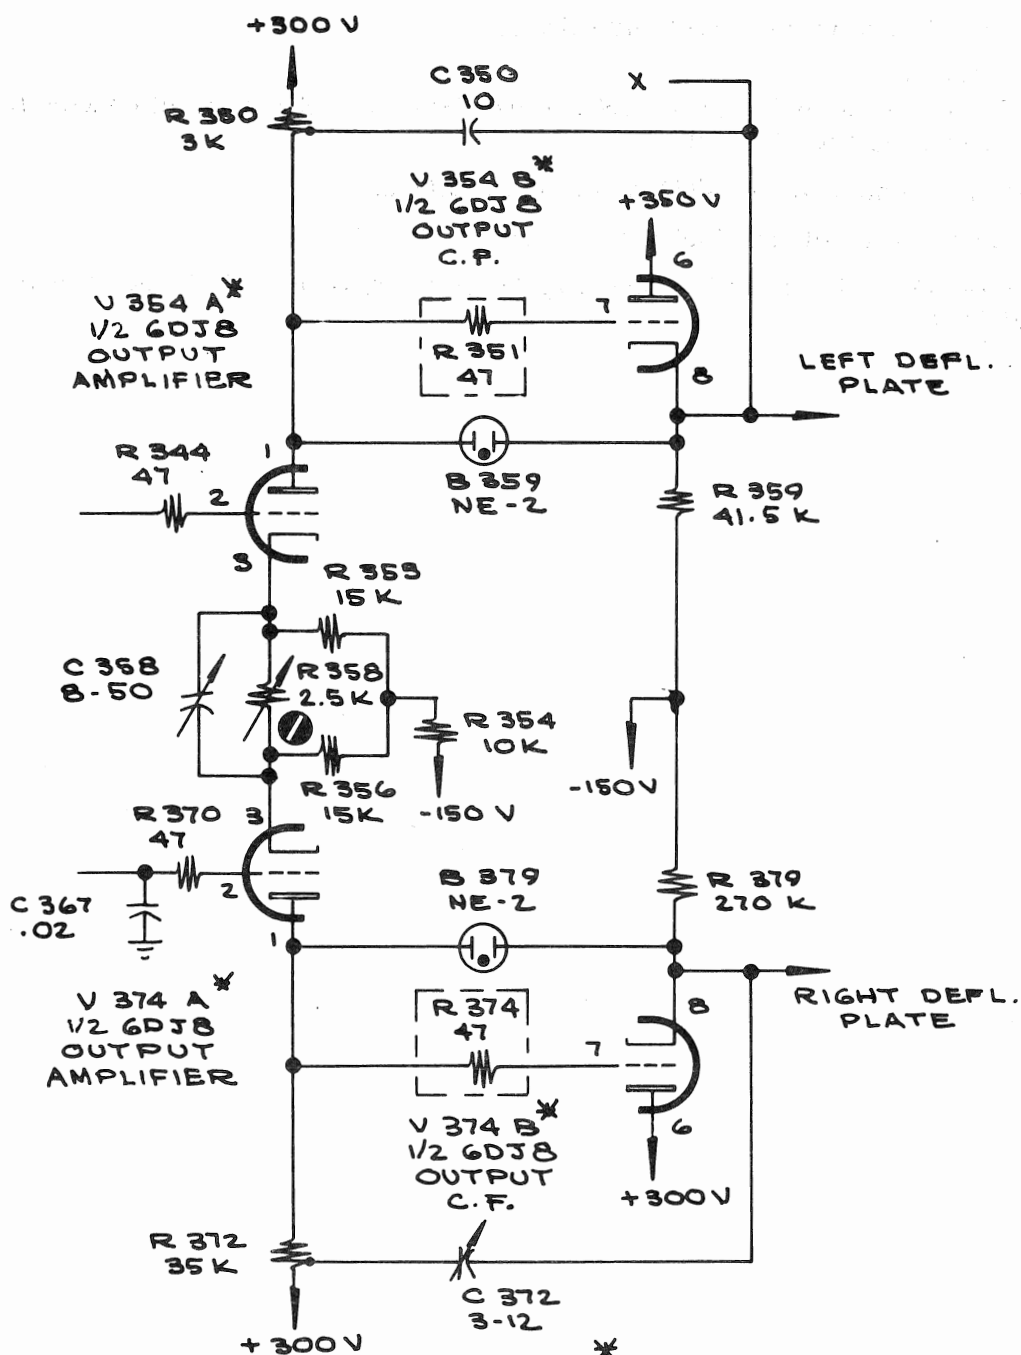 +300 V
C 350
10
X
R 350
3K
V 354 B*
1/2 6DJ8
OUTPUT
C.F.
+350 V
6
7
V 354 A*
1/2 6DJ8
OUTPUT
AMPLIFIER
R 351
47
8
LEFT DEFL.
PLATE
R 344
47
1
2
3
B 359
NE-2
R 359
41.5 K
R 353
15 K
C 358
8-50
R 358
2.5 K
R 354
10K
R 356
15K
-150 V
-150V
R 370
47
3
2
1
C 367
.02
B 379
NE-2
R 379
270 K
V 374 A*
1/2 6DJ8
OUTPUT
AMPLIFIER
R 374
47
7
8
RIGHT DEFL.
PLATE
V 374 B*
1/2 6DJ8
OUTPUT
C.F.
6
+300 V
R 372
35 K
C 372
3-12
+300 V
*